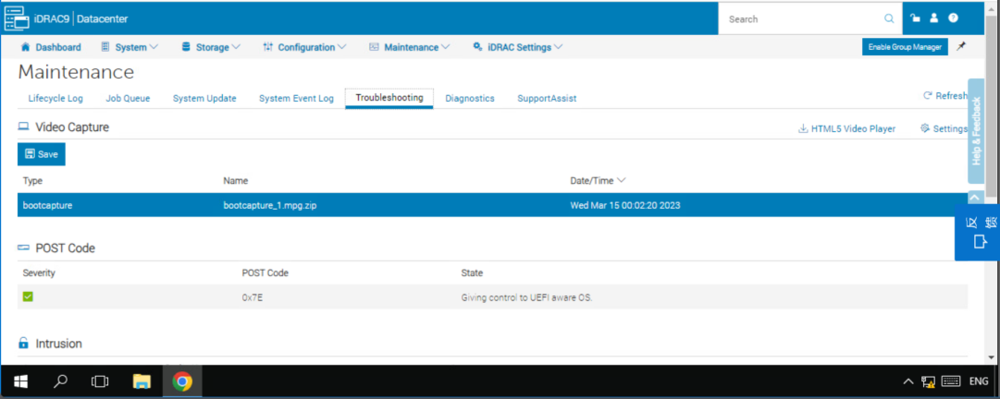 iDRAC9 | Datacenter
Search
Dashboard System Storage Configuration Maintenance iDRAC Settings Enable Group Manager
Maintenance
Lifecycle Log Job Queue System Update System Event Log Troubleshooting Diagnostics SupportAssist Refresh
Video Capture HTML5 Video Player Settings
Help & Feedback
Save
Type Name Date/Time
bootcapture bootcapture_1.mpg.zip Wed Mar 15 00:02:20 2023
POST Code
Severity POST Code State
0x7E Giving control to UEFI aware OS.
Intrusion
ENG